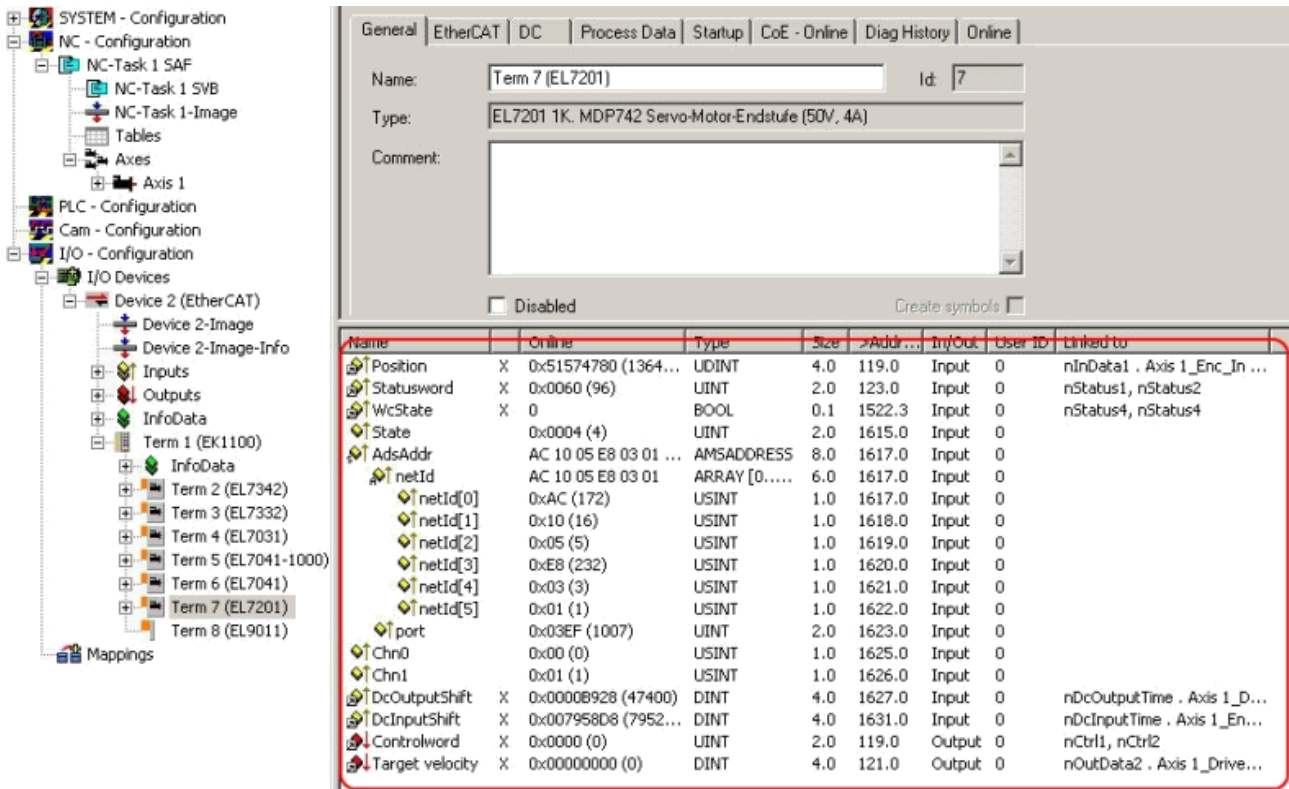 SYSTEM - Configuration
NC - Configuration
NC-Task 1 SAF
NC-Task 1 SVB
NC-Task 1-Image
Tables
Axes
Axis 1
PLC - Configuration
Cam - Configuration
I/O - Configuration
I/O Devices
Device 2 (EtherCAT)
Device 2-Image
Device 2-Image-Info
Inputs
Outputs
InfoData
Term 1 (EK1100)
InfoData
Term 2 (EL7342)
Term 3 (EL7332)
Term 4 (EL7031)
Term 5 (EL7041-1000)
Term 6 (EL7041)
Term 7 (EL7201)
Term 8 (EL9011)
Mappings
General EtherCAT DC Process Data Startup CoE - Online Diag History Online
Name: Term 7 (EL7201) Id: 7
Type: EL7201 1K. MDP742 Servo-Motor-Endstufe (50V, 4A)
Comment:
Disabled Create symbols
Name Online Type Size >Addr... In/Out User ID Linked to
Position X 0x51574780 (1364... UDINT 4.0 119.0 Input 0 nInData1 . Axis 1_Enc_In ...
Statusword X 0x0060 (96) UINT 2.0 123.0 Input 0 nStatus1, nStatus2
WcState X 0 BOOL 0.1 1522.3 Input 0 nStatus4, nStatus4
State 0x0004 (4) UINT 2.0 1615.0 Input 0
AdsAddr AC 10 05 E8 03 01 ... AMSADDRESS 8.0 1617.0 Input 0
netId AC 10 05 E8 03 01 ARRAY [0..... 6.0 1617.0 Input 0
netId[0] 0xAC (172) USINT 1.0 1617.0 Input 0
netId[1] 0x10 (16) USINT 1.0 1618.0 Input 0
netId[2] 0x05 (5) USINT 1.0 1619.0 Input 0
netId[3] 0xE8 (232) USINT 1.0 1620.0 Input 0
netId[4] 0x03 (3) USINT 1.0 1621.0 Input 0
netId[5] 0x01 (1) USINT 1.0 1622.0 Input 0
port 0x03EF (1007) UINT 2.0 1623.0 Input 0
Chn0 0x00 (0) USINT 1.0 1625.0 Input 0
Chn1 0x01 (1) USINT 1.0 1626.0 Input 0
DcOutputShift X 0x0000B928 (47400) DINT 4.0 1627.0 Input 0 nDcOutputTime . Axis 1_D...
DcInputShift X 0x007958D8 (7952... DINT 4.0 1631.0 Input 0 nDcInputTime . Axis 1_En...
Controlword X 0x0000 (0) UINT 2.0 119.0 Output 0 nCtrl1, nCtrl2
Target velocity X 0x00000000 (0) DINT 4.0 121.0 Output 0 nOutData2 . Axis 1_Drive...